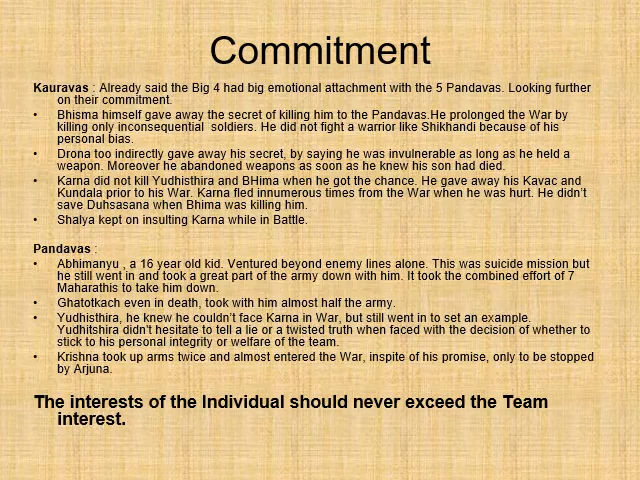 Commitment
Kauravas : Already said the Big 4 had big emotional attachment with the 5 Pandavas. Looking further
on their commitment.
• Bhisma himself gave away the secret of killing him to the Pandavas.He prolonged the War by
killing only inconsequential soldiers. He did not fight a warrior like Shikhandi because of his
personal bias.
• Drona too indirectly gave away his secret, by saying he was invulnerable as long as he held a
weapon. Moreover he abandoned weapons as soon as he knew his son had died.
• Karna did not kill Yudhisthira and BHima when he got the chance. He gave away his Kavac and
Kundala prior to his War. Karna fled innumerous times from the War when he was hurt. He didn't
save Duhsasana when Bhima was killing him.
• Shalya kept on insulting Karna while in Battle.
Pandavas :
• Abhimanyu , a 16 year old kid. Ventured beyond enemy lines alone. This was suicide mission but
he still went in and took a great part of the army down with him. It took the combined effort of 7
Maharathis to take him down.
• Ghatotkach even in death, took with him almost half the army.
• Yudhisthira, he knew he couldn't face Karna in War, but still went in to set an example.
Yudhitshira didn't hesitate to tell a lie or a twisted truth when faced with the decision of whether to
stick to his personal integrity or welfare of the team.
• Krishna took up arms twice and almost entered the War, inspite of his promise, only to be stopped
by Arjuna.
The interests of the Individual should never exceed the Team
interest.